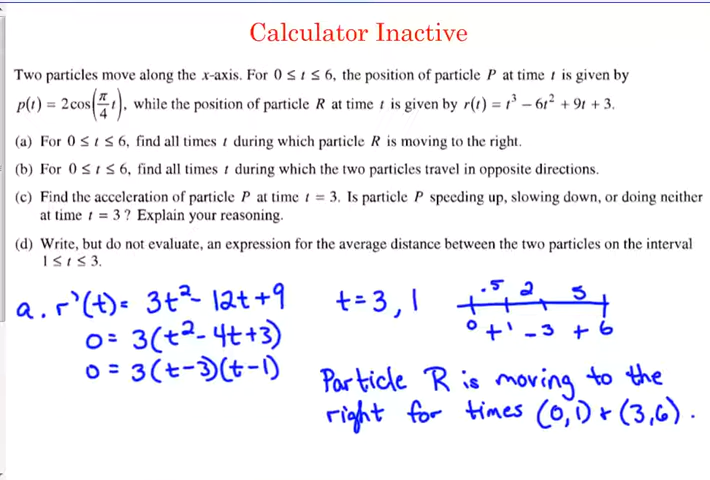 Calculator Inactive
Two particles move along the x-axis. For 0 ≤ t ≤ 6, the position of particle P at time t is given by
p(t) = 2cos(π/4 t), while the position of particle R at time t is given by r(t) = t³ − 6t² + 9t + 3.
(a) For 0 ≤ t ≤ 6, find all times t during which particle R is moving to the right.
(b) For 0 ≤ t ≤ 6, find all times t during which the two particles travel in opposite directions.
(c) Find the acceleration of particle P at time t = 3. Is particle P speeding up, slowing down, or doing neither
at time t = 3? Explain your reasoning.
(d) Write, but do not evaluate, an expression for the average distance between the two particles on the interval
1 ≤ t ≤ 3.
a. r'(t) = 3t² - 12t + 9
0 = 3(t² - 4t + 3)
0 = 3(t-3)(t-1)
t = 3, 1
.5 2 5
0 + 1 - 3 + 6
Particle R is moving to the
right for times (0,1) + (3,6).